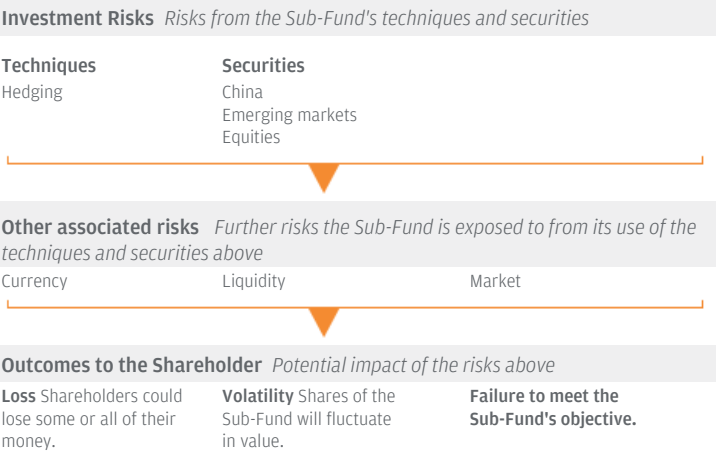 Investment Risks Risks from the Sub-Fund's techniques and securities
Techniques
Hedging
Securities
China
Emerging markets
Equities
Other associated risks Further risks the Sub-Fund is exposed to from its use of the
techniques and securities above
Currency
Liquidity
Market
Outcomes to the Shareholder Potential impact of the risks above
Loss Shareholders could
lose some or all of their
money.
Volatility Shares of the
Sub-Fund will fluctuate
in value.
Failure to meet the
Sub-Fund's objective.